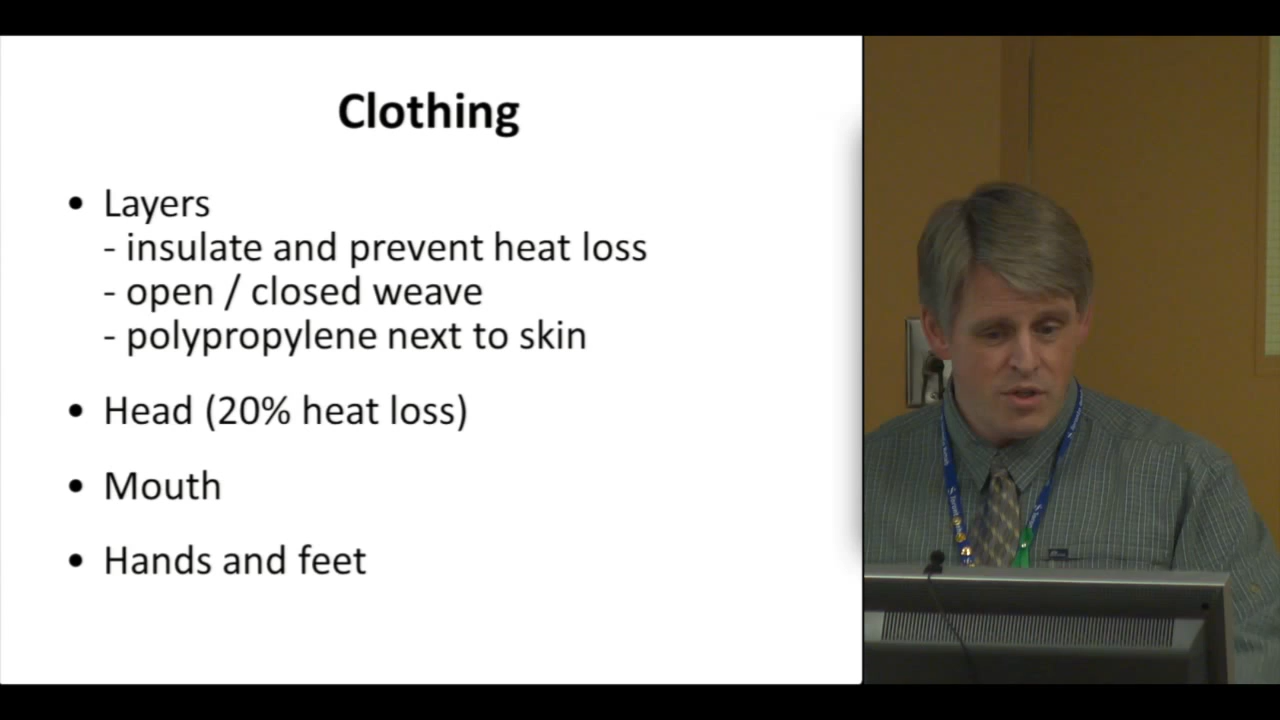 Clothing
• Layers
- insulate and prevent heat loss
- open / closed weave
- polypropylene next to skin
• Head (20% heat loss)
• Mouth
• Hands and feet